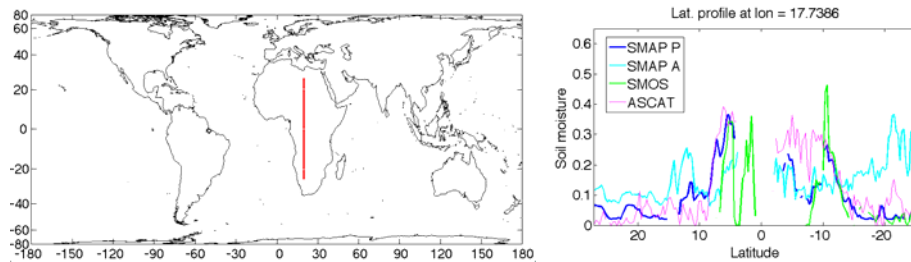 Lat. profile at lon = 17.7386
80
60
40
20
0
-20
-40
-60
-80
-180 -150 -120 -90 -60 -30 0 30 60 90 120 150 180
0.6
0.5
0.4
0.3
0.2
0.1
0
Soil moisture
SMAP P
SMAP A
SMOS
ASCAT
20 10 0 -10 -20
Latitude